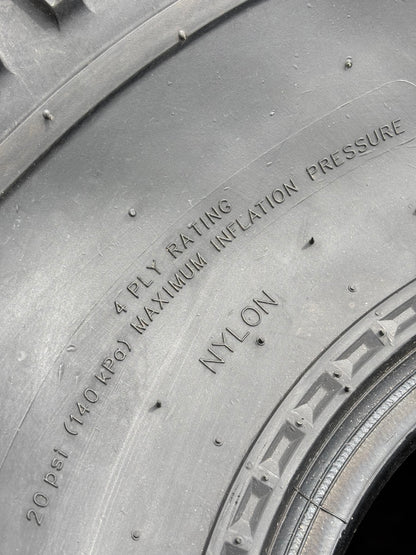 4 PLY RATING
20 psi (140 kPa) MAXIMUM INFLATION PRESSURE
NYLON